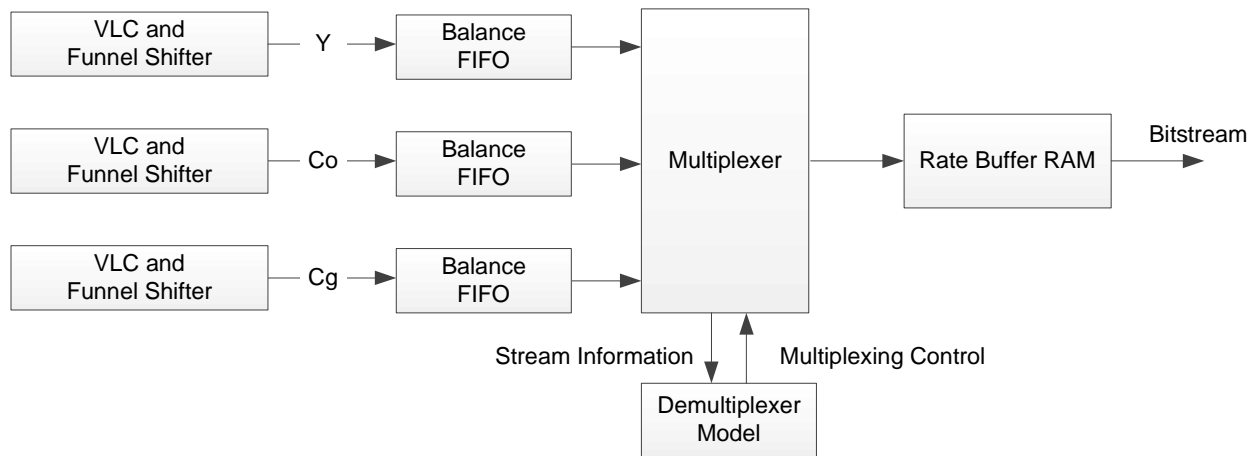 VLC and
Funnel Shifter
Y
Balance
FIFO
VLC and
Funnel Shifter
Co
Balance
FIFO
VLC and
Funnel Shifter
Cg
Balance
FIFO
Multiplexer
Rate Buffer RAM
Bitstream
Stream Information
Multiplexing Control
Demultiplexer
Model